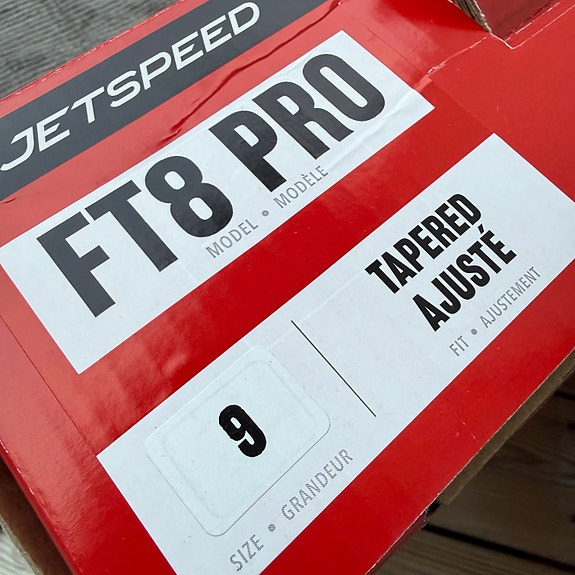 JETSPEED
FT8 PRO
MODEL • MODÈLE
TAPERED
AJUSTÉ
FIT • AJUSTEMENT
9
SIZE • GRANDEUR